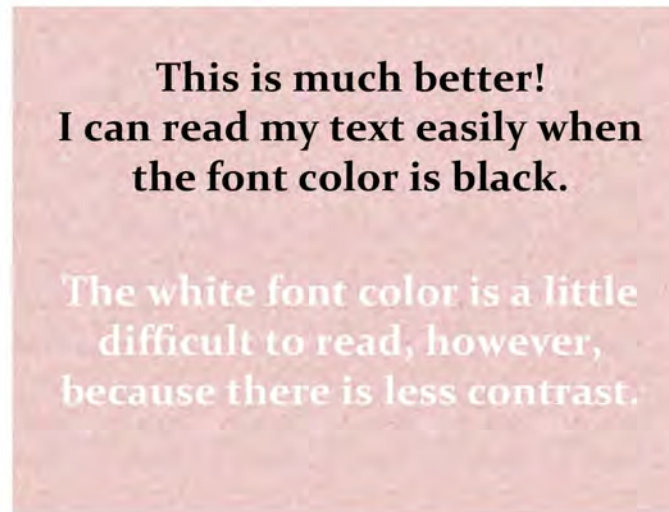 This is much better!
I can read my text easily when
the font color is black.
The white font color is a little
difficult to read, however,
because there is less contrast.